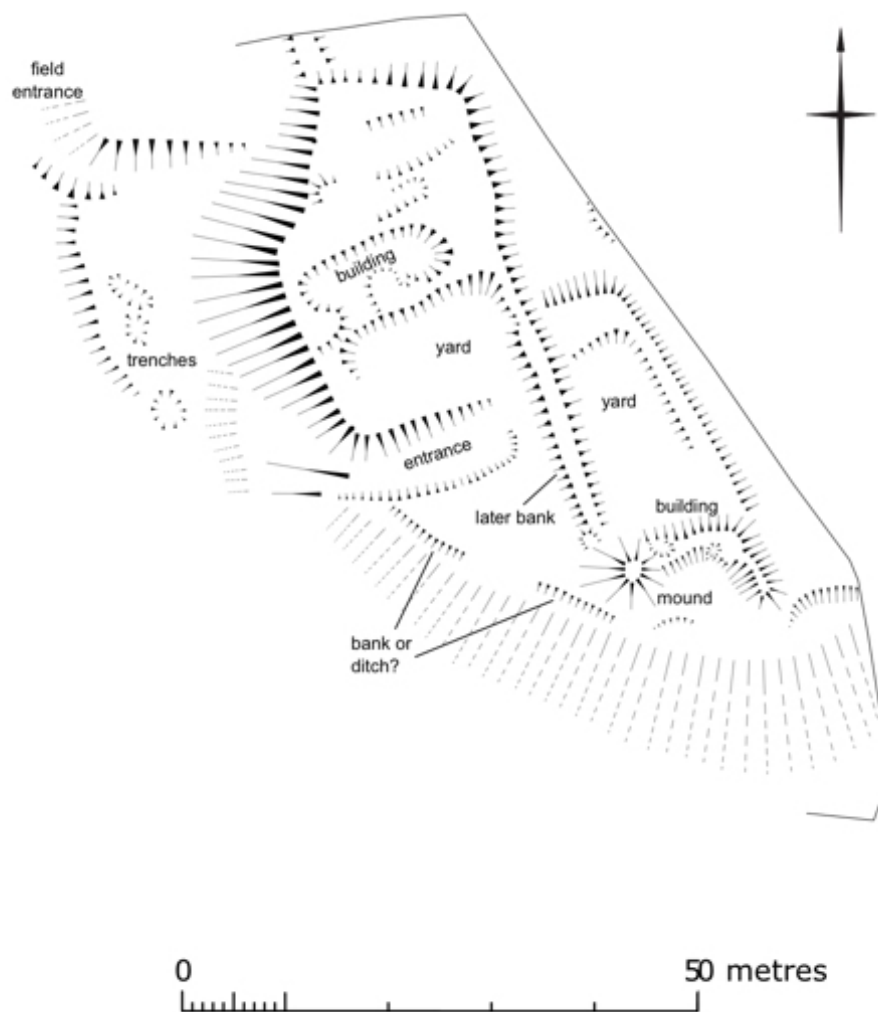 field
entrance
building
trenches
yard
yard
entrance
later bank
building
mound
bank or
ditch?
0 50 metres